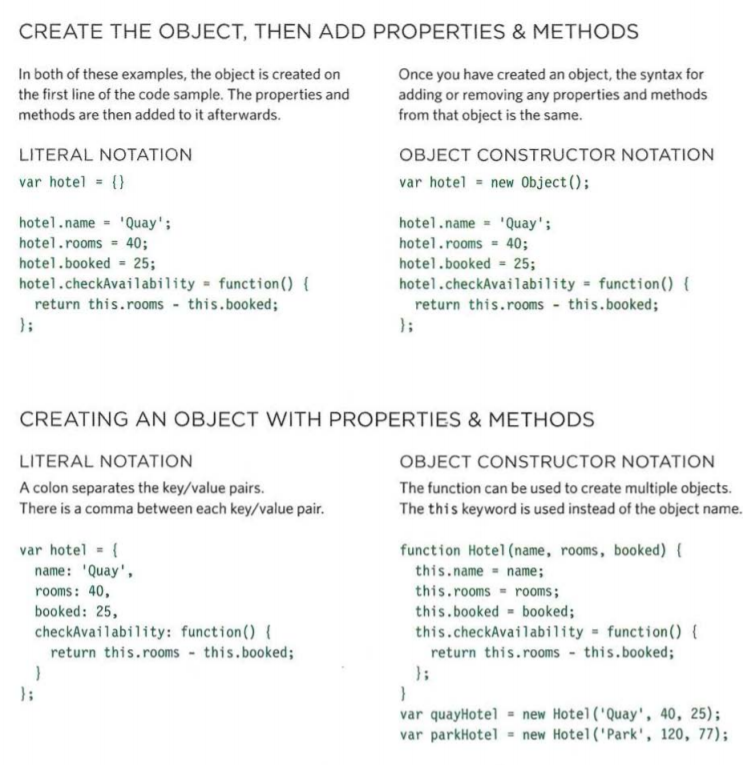 CREATE THE OBJECT, THEN ADD PROPERTIES & METHODS
In both of these examples, the object is created on
the first line of the code sample. The properties and
methods are then added to it afterwards.
LITERAL NOTATION
var hotel = {}
hotel.name = 'Quay';
hotel.rooms = 40;
hotel.booked = 25;
hotel.checkAvailability = function() {
  return this.rooms - this.booked;
};
Once you have created an object, the syntax for
adding or removing any properties and methods
from that object is the same.
OBJECT CONSTRUCTOR NOTATION
var hotel = new Object();
hotel.name = 'Quay';
hotel.rooms = 40;
hotel.booked = 25;
hotel.checkAvailability = function() {
  return this.rooms - this.booked;
};
CREATING AN OBJECT WITH PROPERTIES & METHODS
LITERAL NOTATION
A colon separates the key/value pairs.
There is a comma between each key/value pair.
var hotel = {
  name: 'Quay',
  rooms: 40,
  booked: 25,
  checkAvailability: function() {
    return this.rooms - this.booked;
  }
};
OBJECT CONSTRUCTOR NOTATION
The function can be used to create multiple objects.
The this keyword is used instead of the object name.
function Hotel(name, rooms, booked) {
  this.name = name;
  this.rooms = rooms;
  this.booked = booked;
  this.checkAvailability = function() {
    return this.rooms - this.booked;
  };
}
var quayHotel = new Hotel('Quay', 40, 25);
var parkHotel = new Hotel('Park', 120, 77);